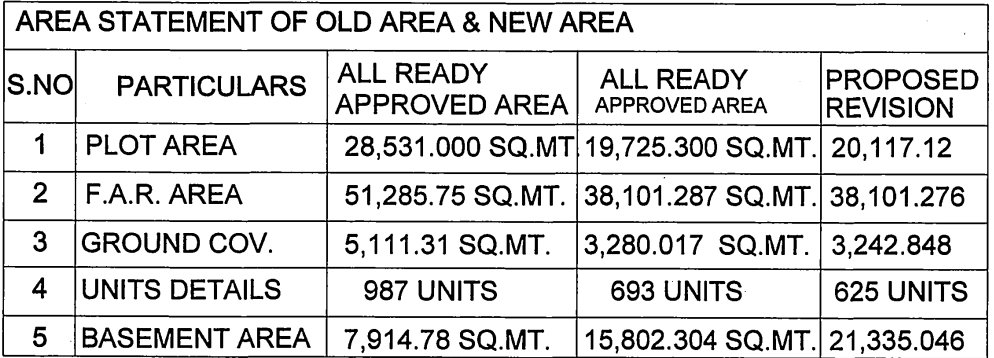 AREA STATEMENT OF OLD AREA & NEW AREA
S.NO PARTICULARS ALL READY APPROVED AREA ALL READY APPROVED AREA PROPOSED REVISION
1 PLOT AREA 28,531.000 SQ.MT 19,725.300 SQ.MT. 20,117.12
2 F.A.R. AREA 51,285.75 SQ.MT. 38,101.287 SQ.MT. 38,101.276
3 GROUND COV. 5,111.31 SQ.MT. 3,280.017 SQ.MT. 3,242.848
4 UNITS DETAILS 987 UNITS 693 UNITS 625 UNITS
5 BASEMENT AREA 7,914.78 SQ.MT. 15,802.304 SQ.MT. 21,335.046